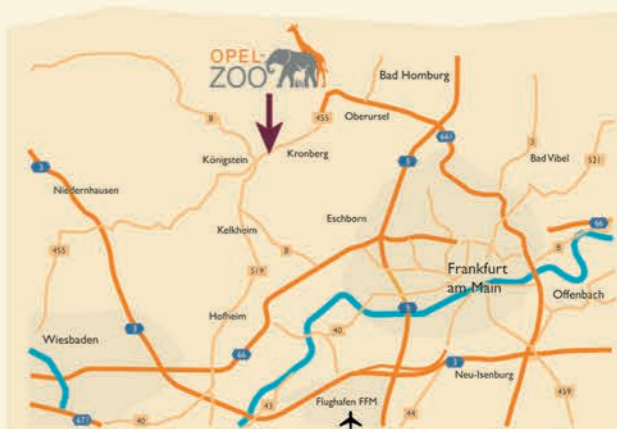 OPEL-
ZOO
Bad Homburg
8
455
Oberursel
661
3
Königstein
Kronberg
5
3
Bad Vibel
521
Niedernhausen
Eschborn
66
Kelkheim
455
8
8
519
Frankfurt
am Main
Offenbach
Hofheim
5
3
40
Wiesbaden
66
3
Neu-Isenburg
459
43
Flughafen FFM
44
671
40